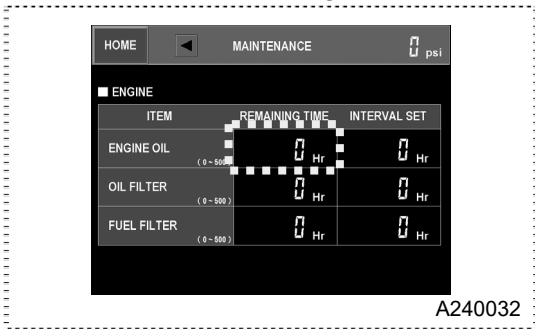 HOME MAINTENANCE 0 psi
ENGINE
ITEM REMAINING TIME INTERVAL SET
ENGINE OIL (0~500) 0 Hr 0 Hr
OIL FILTER (0~500) 0 Hr 0 Hr
FUEL FILTER (0~500) 0 Hr 0 Hr
A240032